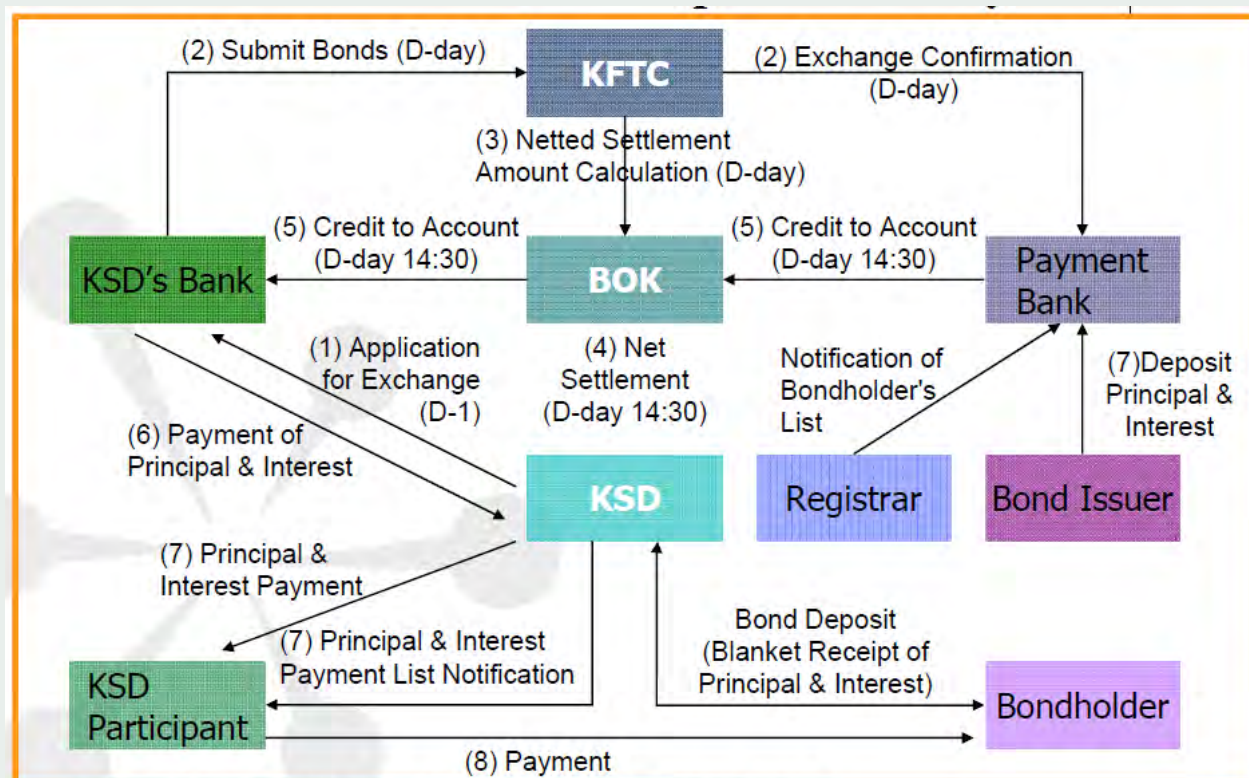 (2) Submit Bonds (D-day)
KFTC
(2) Exchange Confirmation
(D-day)
(3) Netted Settlement
Amount Calculation (D-day)
(5) Credit to Account
(D-day 14:30)
(5) Credit to Account
(D-day 14:30)
KSD's Bank
BOK
Payment
Bank
(1) Application
for Exchange
(D-1)
(4) Net
Settlement
(D-day 14:30)
Notification of
Bondholder's
List
(7)Deposit
Principal &
Interest
(6) Payment of
Principal & Interest
KSD
Registrar
Bond Issuer
(7) Principal &
Interest Payment
(7) Principal & Interest
Payment List Notification
Bond Deposit
(Blanket Receipt of
Principal & Interest)
KSD
Participant
Bondholder
(8) Payment